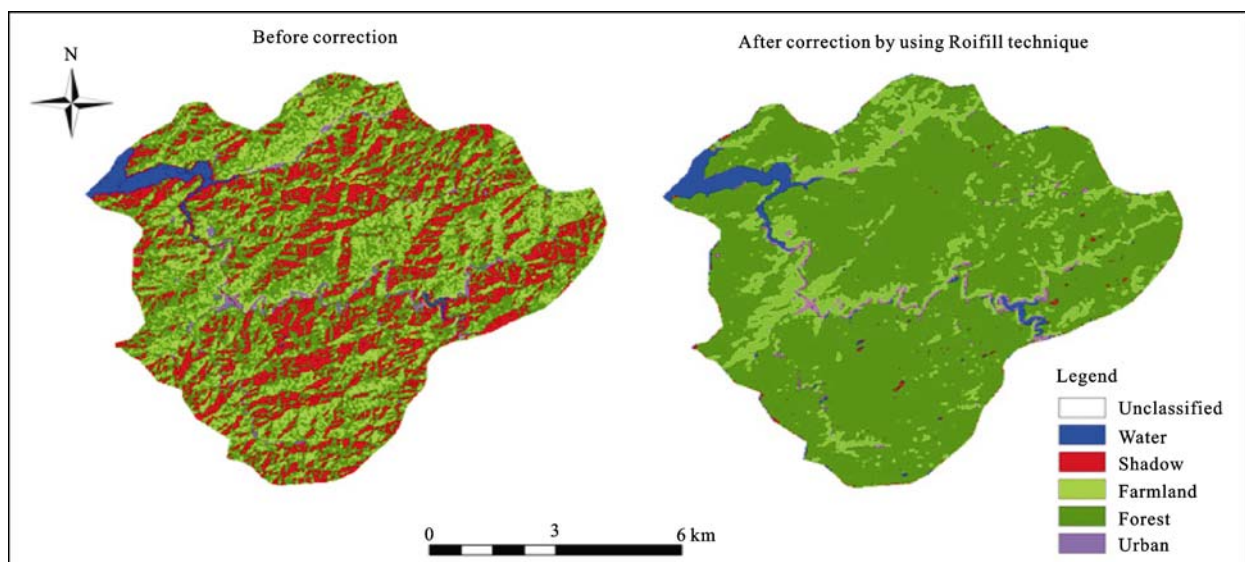 Before correction
After correction by using Roifill technique
N
Legend
Unclassified
Water
Shadow
Farmland
Forest
Urban
0 3 6 km